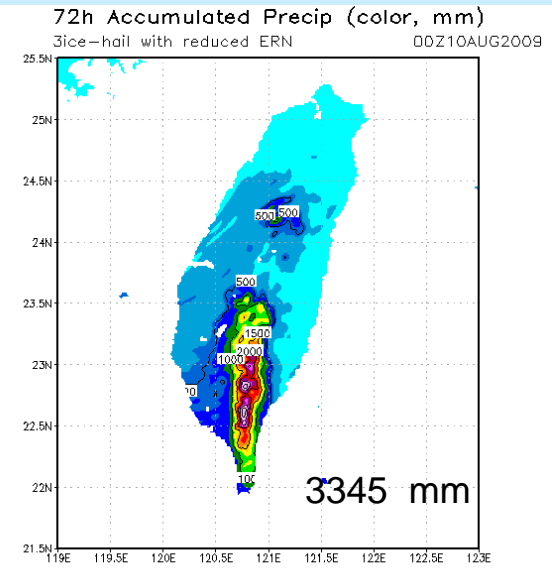 72h Accumulated Precip (color, mm)
3ice-hail with reduced ERN 00Z10AUG2009
25.5N
25N
24.5N
500 500
24N
500
23.5N
1500
2000
1000
23N
22.5N
100
3345 mm
22N
21.5N
119E 119.5E 120E 120.5E 121E 121.5E 122E 122.5E 123E